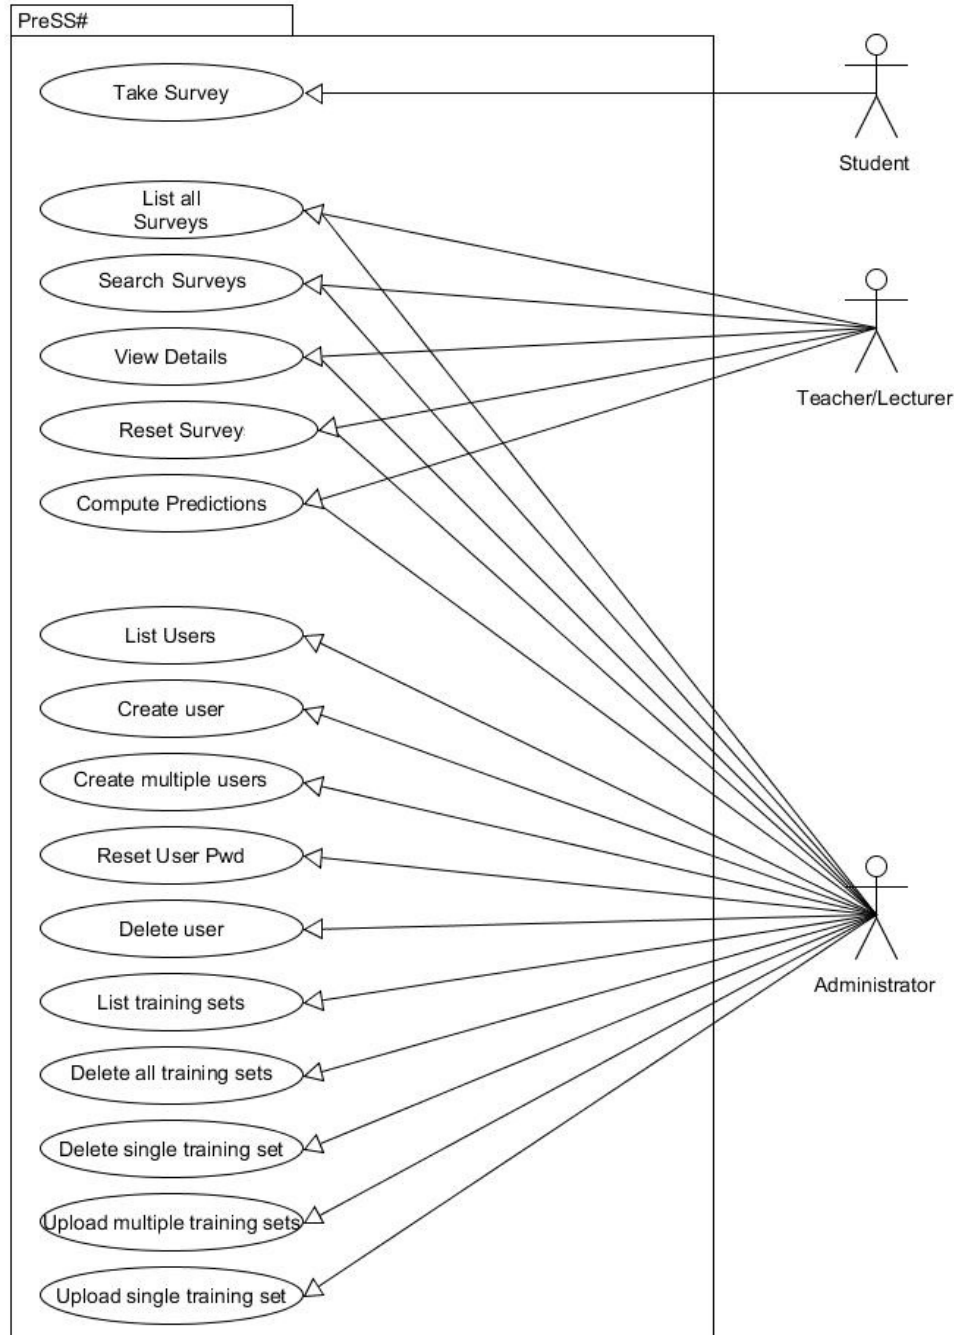 PreSS#
Take Survey
Student
List all
Surveys
Search Surveys
View Details
Teacher/Lecturer
Reset Survey
Compute Predictions
List Users
Create user
Create multiple users
Reset User Pwd
Delete user
Administrator
List training sets
Delete all training sets
Delete single training set
Upload multiple training sets
Upload single training set